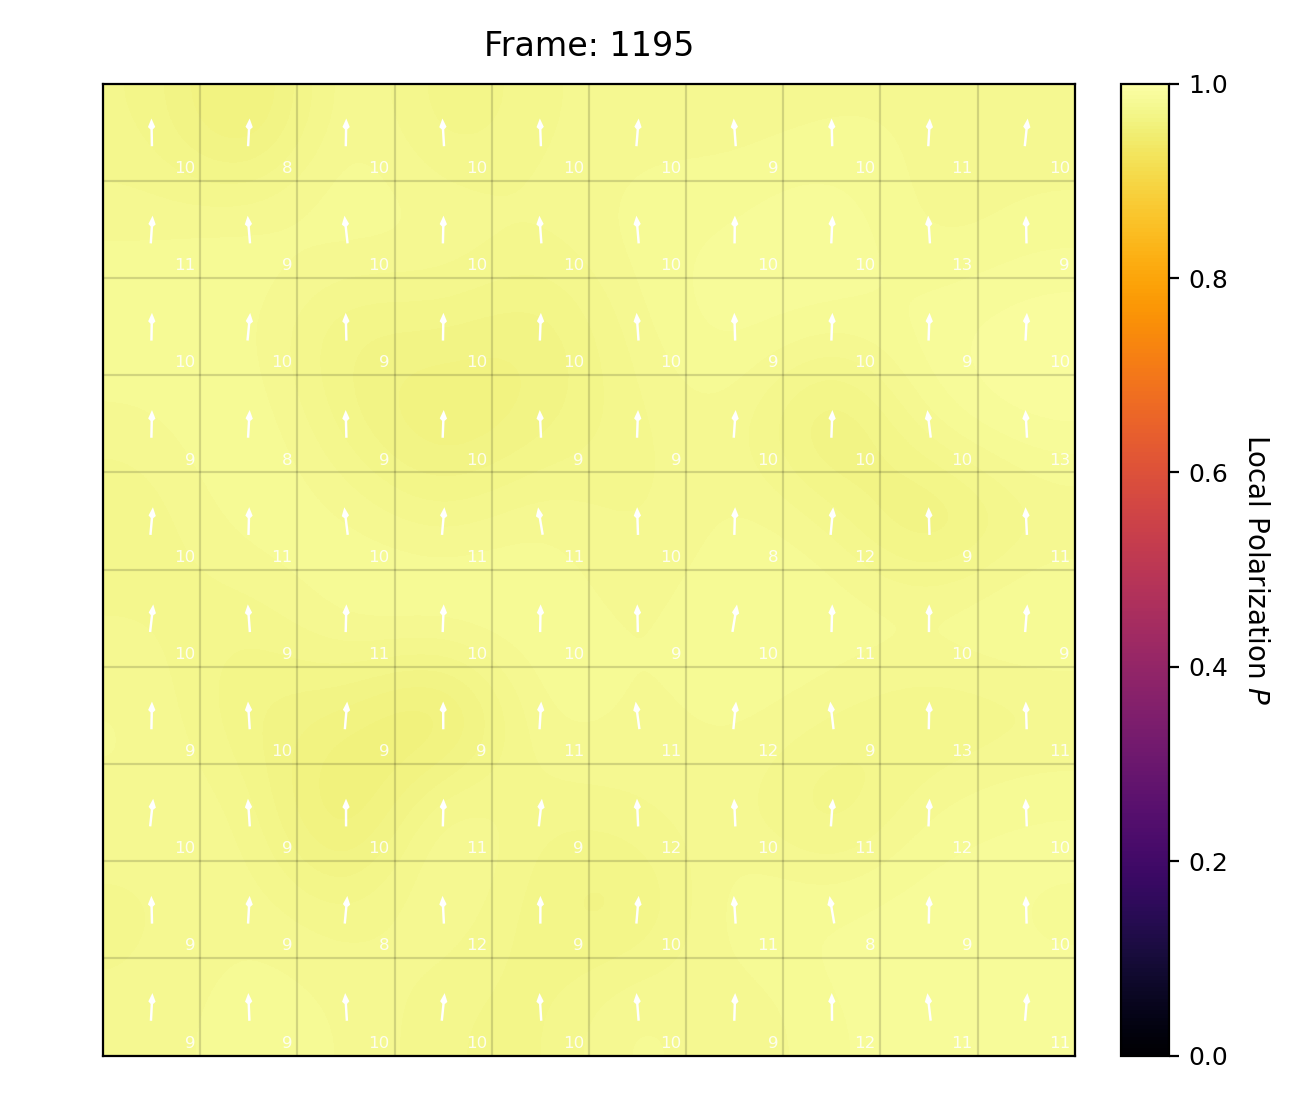 Frame: 1195
10 8 10 10 10 10 9 10 11 10
11 9 10 10 10 10 10 10 13 9
10 10 9 10 10 10 9 10 9 10
9 8 9 10 9 9 10 10 10 13
10 11 10 11 11 10 8 12 9 11
10 9 11 10 10 9 10 11 10 9
9 10 9 9 11 11 12 9 13 11
10 9 10 11 9 12 10 11 12 10
9 9 8 12 9 10 11 8 9 10
9 9 10 10 10 10 9 12 11 11
1.0
0.8
0.6
0.4
0.2
0.0
Local Polarization P